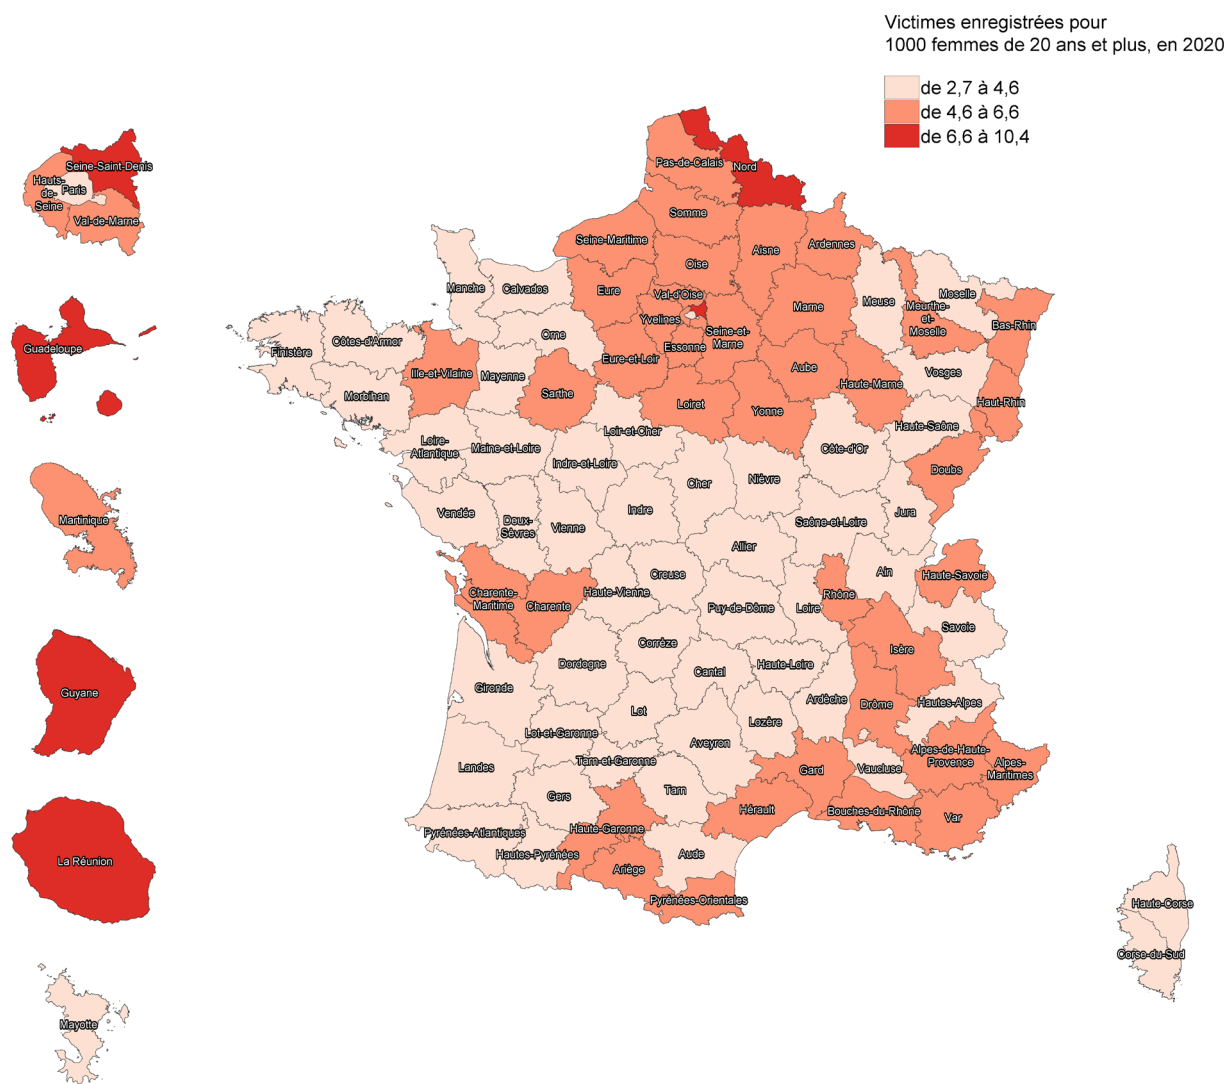 Victimes enregistrées pour
1000 femmes de 20 ans et plus, en 2020
de 2,7 à 4,6
de 4,6 à 6,6
de 6,6 à 10,4
Seine-Saint-Denis
Hauts-
de-
Seine
Paris
Val-de-Marne
Guadeloupe
Martinique
Guyane
La Réunion
Mayotte
Pas-de-Calais
Nord
Somme
Seine-Maritime
Aisne
Ardennes
Oise
Manche
Calvados
Eure
Val-d'Oise
Marne
Meuse
Moselle
Meurthe-
et-
Moselle
Bas-Rhin
Yvelines
Orne
Essonne
Seine-et-
Marne
Finistère
Côtes-d'Armor
Ille-et-Vilaine
Mayenne
Eure-et-Loir
Aube
Vosges
Haute-Marne
Sarthe
Morbihan
Loiret
Yonne
Haut-Rhin
Haute-Saône
Loir-et-Cher
Loire-
Atlantique
Maine-et-Loire
Côte-d'Or
Indre-et-Loire
Doubs
Cher
Nièvre
Vendée
Deux-
Sèvres
Vienne
Indre
Saône-et-Loire
Jura
Allier
Creuse
Ain
Haute-Savoie
Charente-
Maritime
Charente
Haute-Vienne
Puy-de-Dôme
Loire
Rhône
Savoie
Corrèze
Isère
Dordogne
Cantal
Haute-Loire
Gironde
Ardèche
Drôme
Hautes-Alpes
Lot
Lozère
Lot-et-Garonne
Aveyron
Alpes-de-Haute-
Provence
Alpes-
Maritimes
Landes
Tarn-et-Garonne
Gard
Vaucluse
Gers
Tarn
Hérault
Bouches-du-Rhône
Var
Pyrénées-Atlantiques
Haute-Garonne
Hautes-Pyrénées
Aude
Ariège
Pyrénées-Orientales
Haute-Corse
Corse-du-Sud